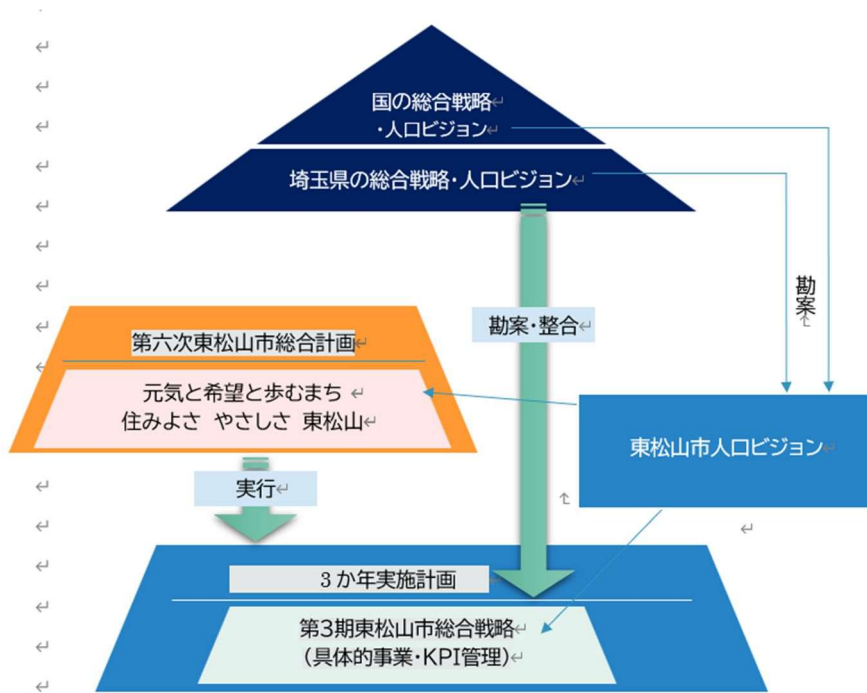 国の総合戦略
・人口ビジョン
埼玉県の総合戦略・人口ビジョン
勘案
勘案・整合
第六次東松山市総合計画
元気と希望と歩むまち
住みよさ やさしさ 東松山
東松山市人口ビジョン
実行
3か年実施計画
第3期東松山市総合戦略
(具体的事業・KPI管理)